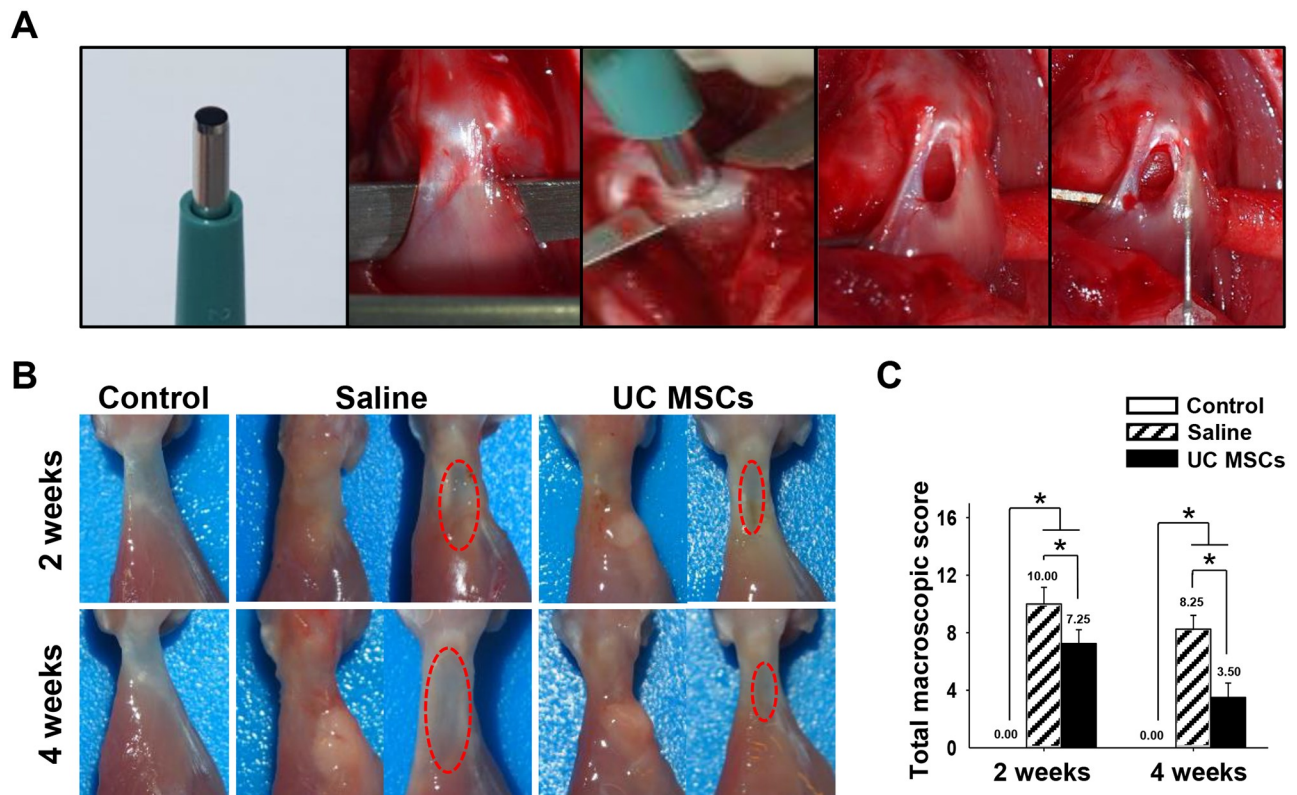 A
B
Control
Saline
UC MSCs
2 weeks
4 weeks
C
Control
Saline
UC MSCs
Total macroscopic score
16
12
8
4
0
*
*
10.00
7.25
0.00
*
*
8.25
3.50
0.00
2 weeks
4 weeks